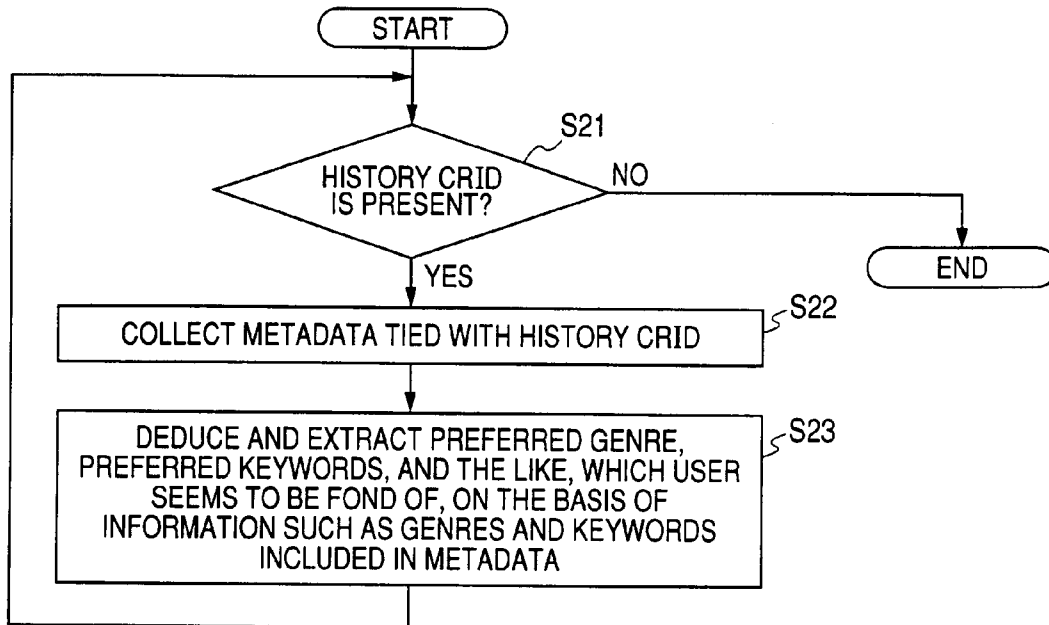 START
S21
HISTORY CRID
IS PRESENT?
NO
END
YES
S22
COLLECT METADATA TIED WITH HISTORY CRID
S23
DEDUCE AND EXTRACT PREFERRED GENRE,
PREFERRED KEYWORDS, AND THE LIKE, WHICH USER
SEEMS TO BE FOND OF, ON THE BASIS OF
INFORMATION SUCH AS GENRES AND KEYWORDS
INCLUDED IN METADATA